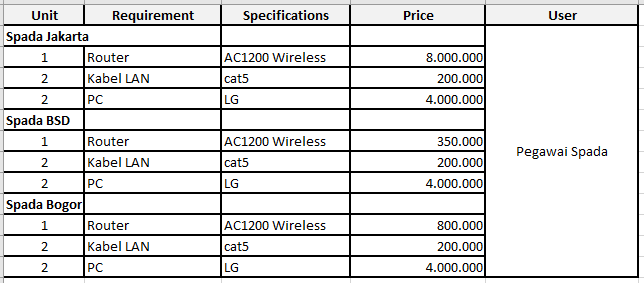 Unit Requirement Specifications Price User
Spada Jakarta
1 Router AC1200 Wireless 8.000.000
2 Kabel LAN cat5 200.000
2 PC LG 4.000.000
Spada BSD
1 Router AC1200 Wireless 350.000
2 Kabel LAN cat5 200.000
2 PC LG 4.000.000
Spada Bogor
1 Router AC1200 Wireless 800.000
2 Kabel LAN cat5 200.000
2 PC LG 4.000.000
Pegawai Spada